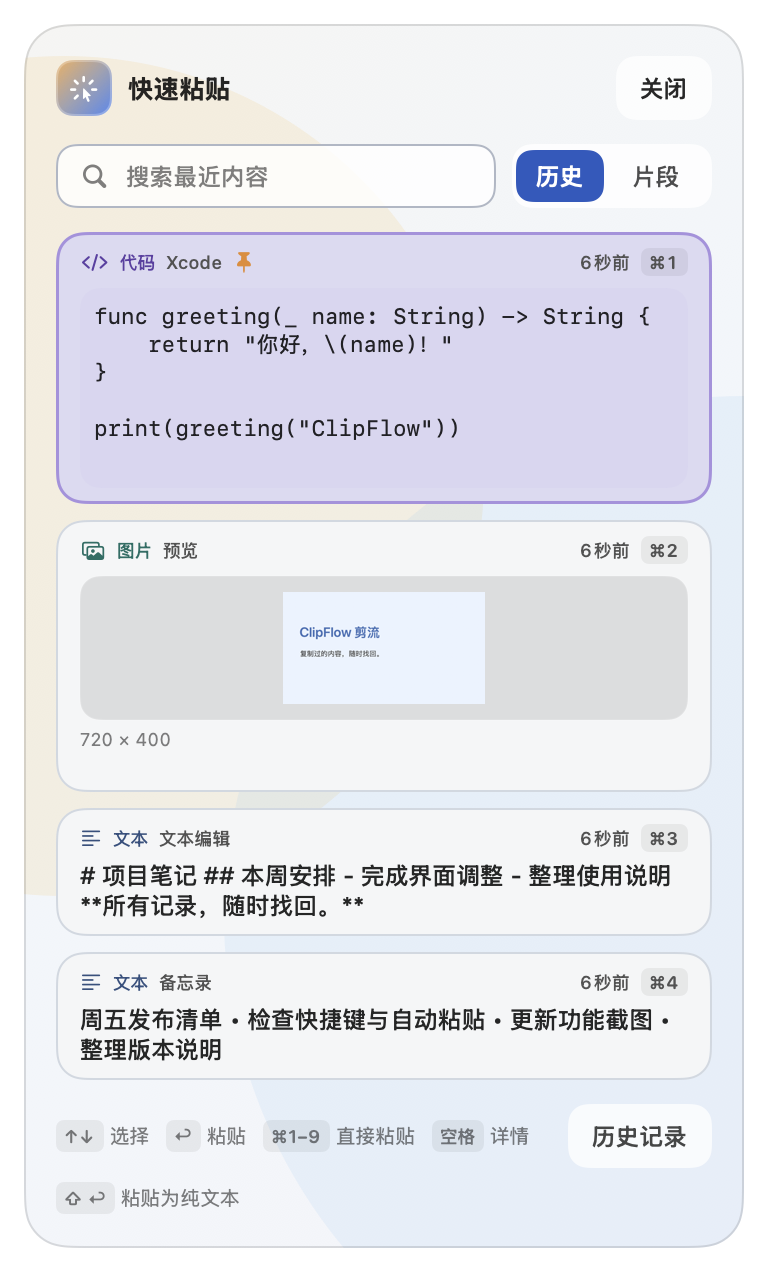 快速粘贴
关闭
搜索最近内容
历史
片段
代码 Xcode 6秒前 ⌘1
func greeting(_ name: String) -> String {
    return "你好, \(name)! "
}
print(greeting("ClipFlow"))
图片 预览 6秒前 ⌘2
ClipFlow 剪流
复制过的内容，随时找回。
720 × 400
文本 文本编辑 6秒前 ⌘3
# 项目笔记 ## 本周安排 - 完成界面调整 - 整理使用说明
**所有记录，随时找回。**
文本 备忘录 6秒前 ⌘4
周五发布清单 • 检查快捷键与自动粘贴 • 更新功能截图 •
整理版本说明
↑↓ 选择 ↩ 粘贴 ⌘1–9 直接粘贴 空格 详情
历史记录
⇧ ↩ 粘贴为纯文本